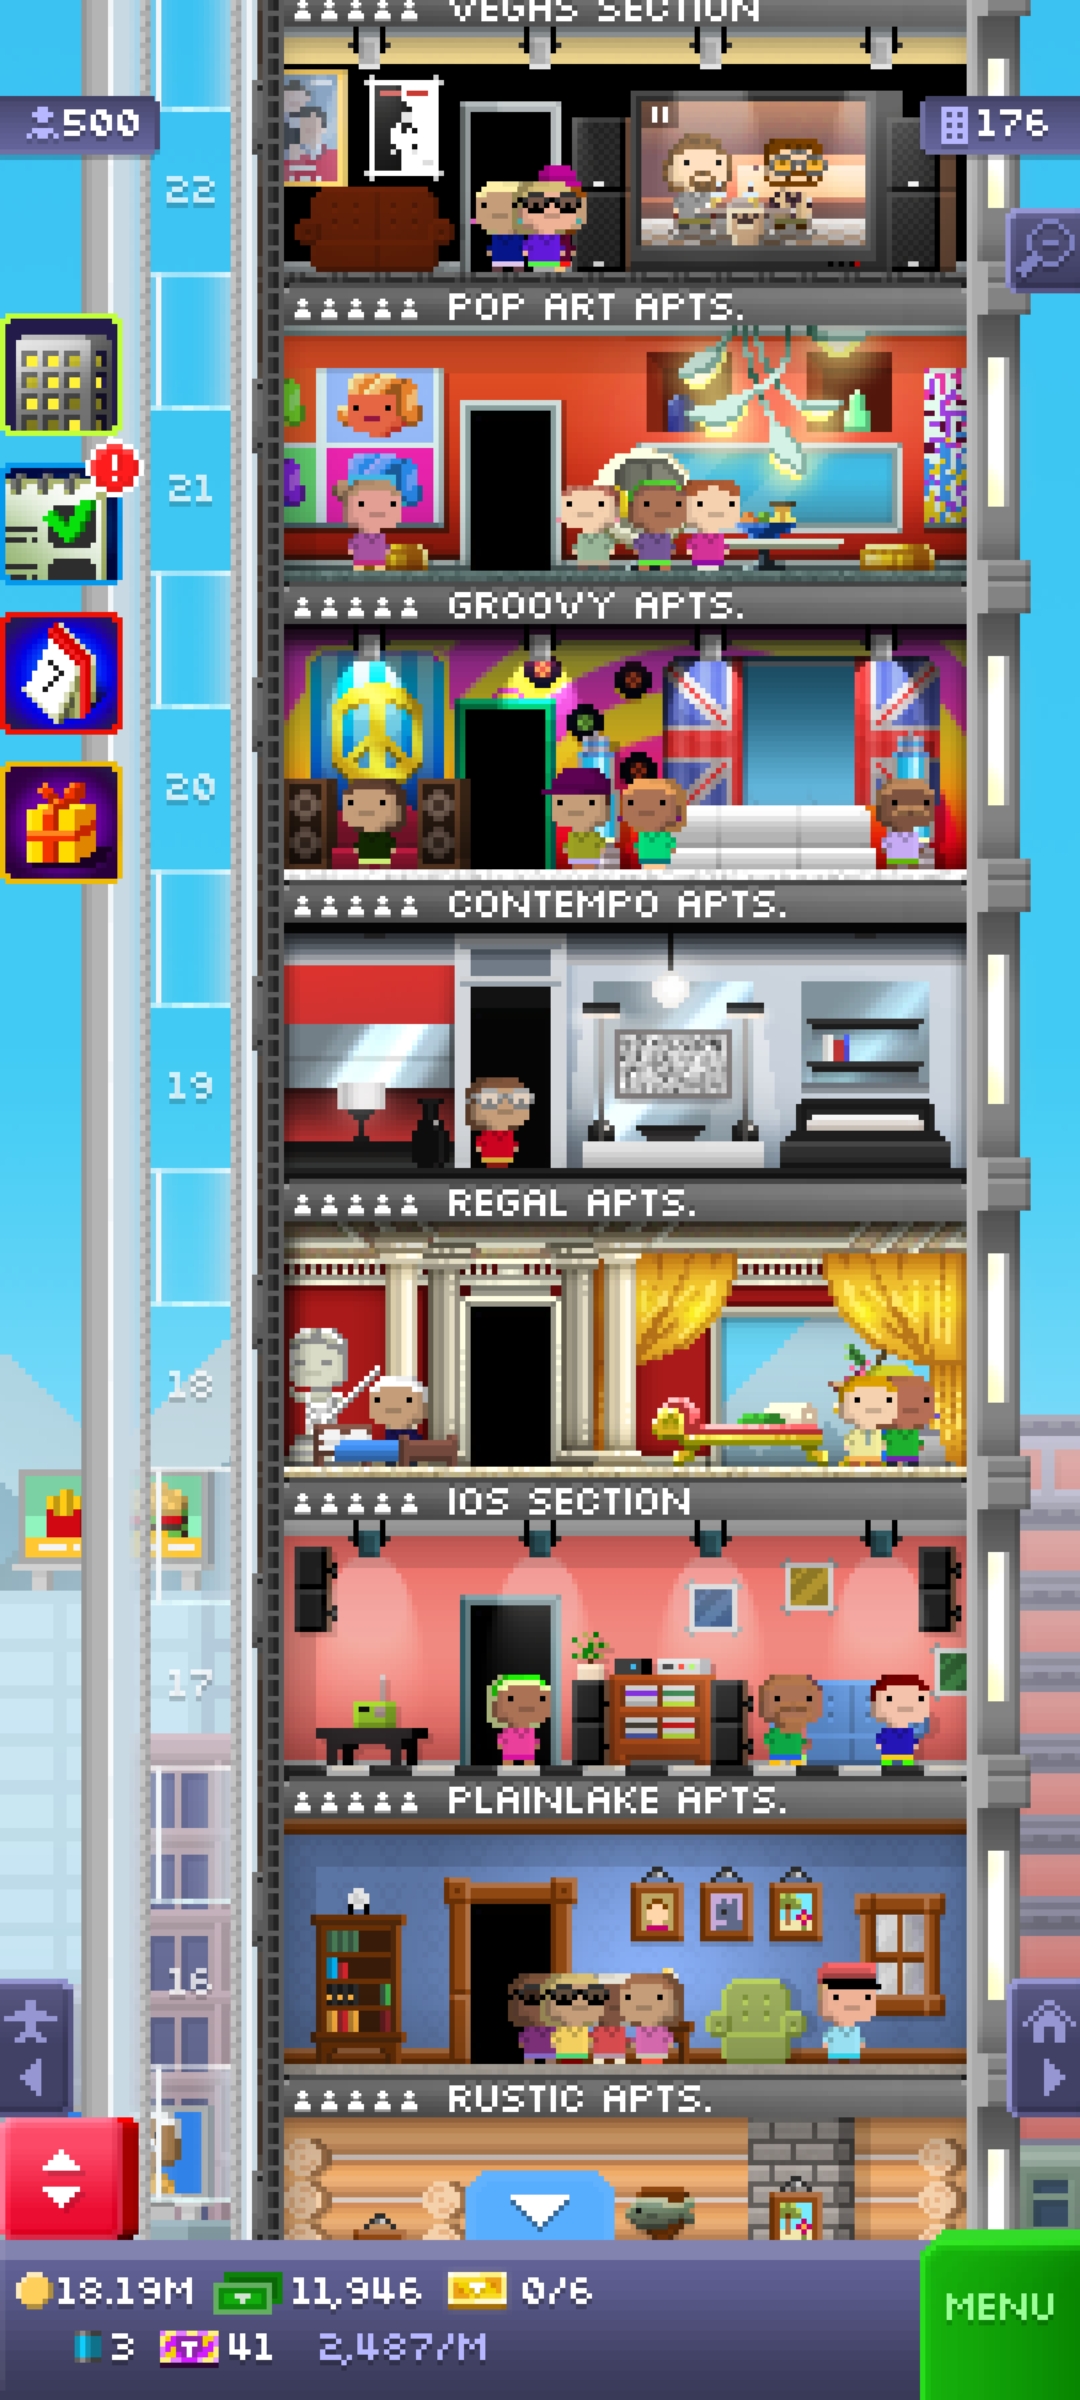 VEGAS SECTION
500
176
22
POP ART APTS.
21
GROOVY APTS.
20
CONTEMPO APTS.
19
REGAL APTS.
18
IOS SECTION
17
PLAINLAKE APTS.
16
RUSTIC APTS.
18.19M 11,946 0/6
3 41 2,487/M
MENU